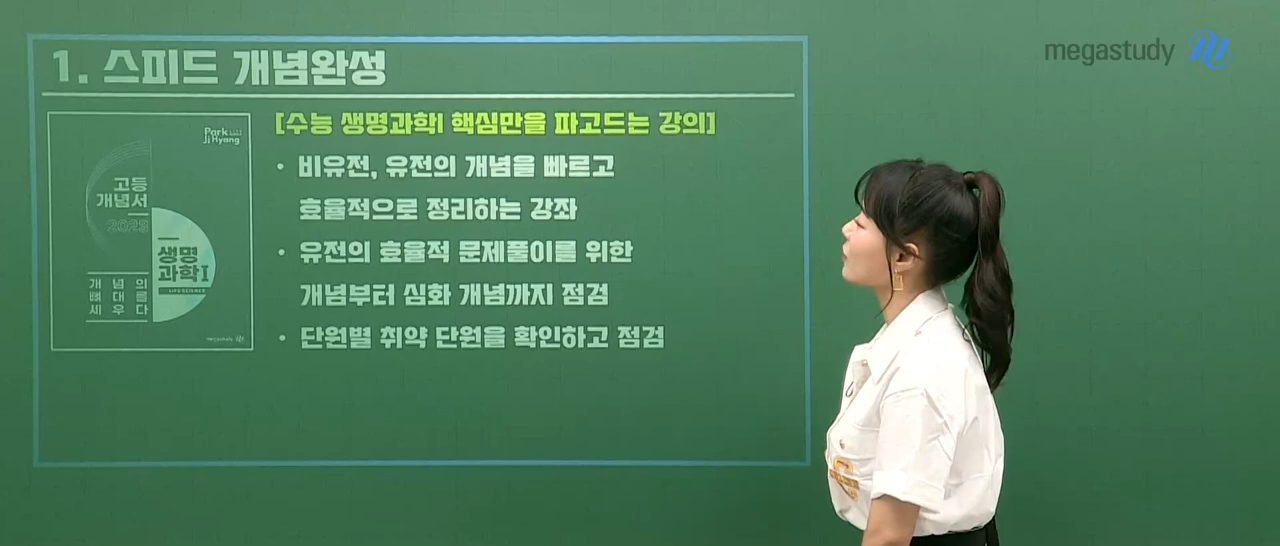 megastudy
1. 스피드 개념완성
[수능 생명과학I 핵심만을 파고드는 강의]
• 비유전, 유전의 개념을 빠르고
효율적으로 정리하는 강좌
• 유전의 효율적 문제풀이를 위한
개념부터 심화 개념까지 점검
• 단원별 취약 단원을 확인하고 점검
Park
Ji Hyang
고등
개념서
2023
생명
과학I
LIFE SCIENCE
개 념 의
뼈 대 를
세 우 다
megastudy